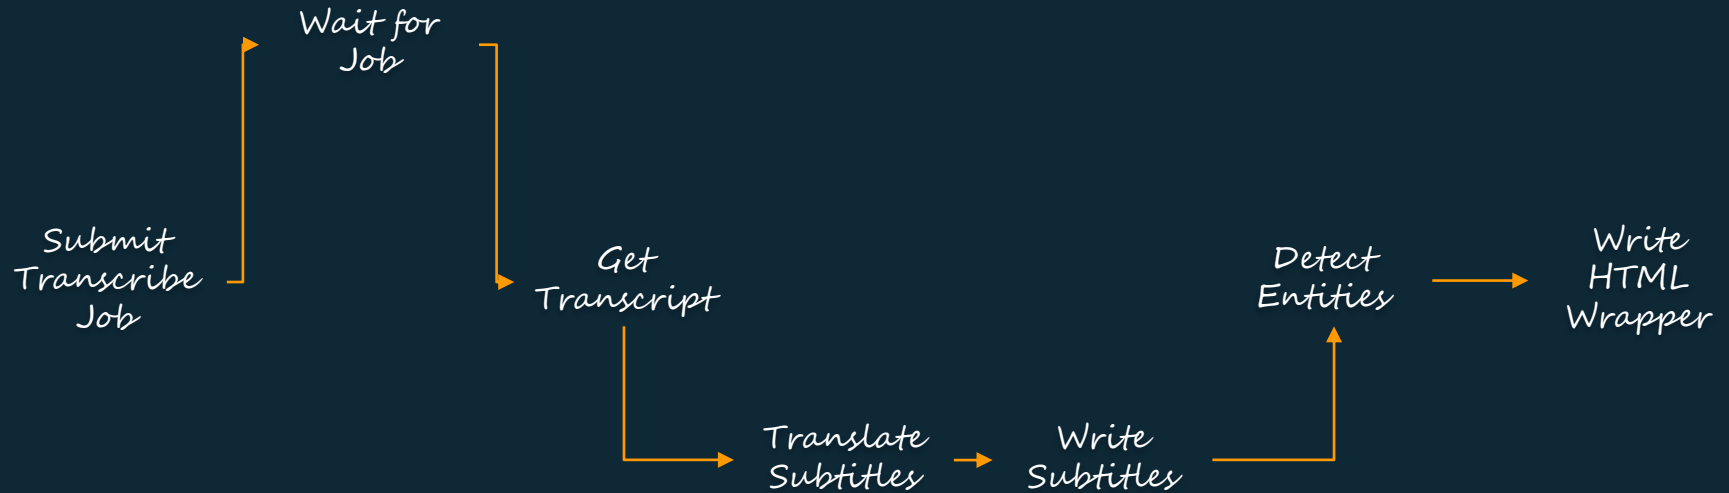 Wait for
Job
Submit
Transcribe
Job
Get
Transcript
Translate
Subtitles
Write
Subtitles
Detect
Entities
Write
HTML
Wrapper